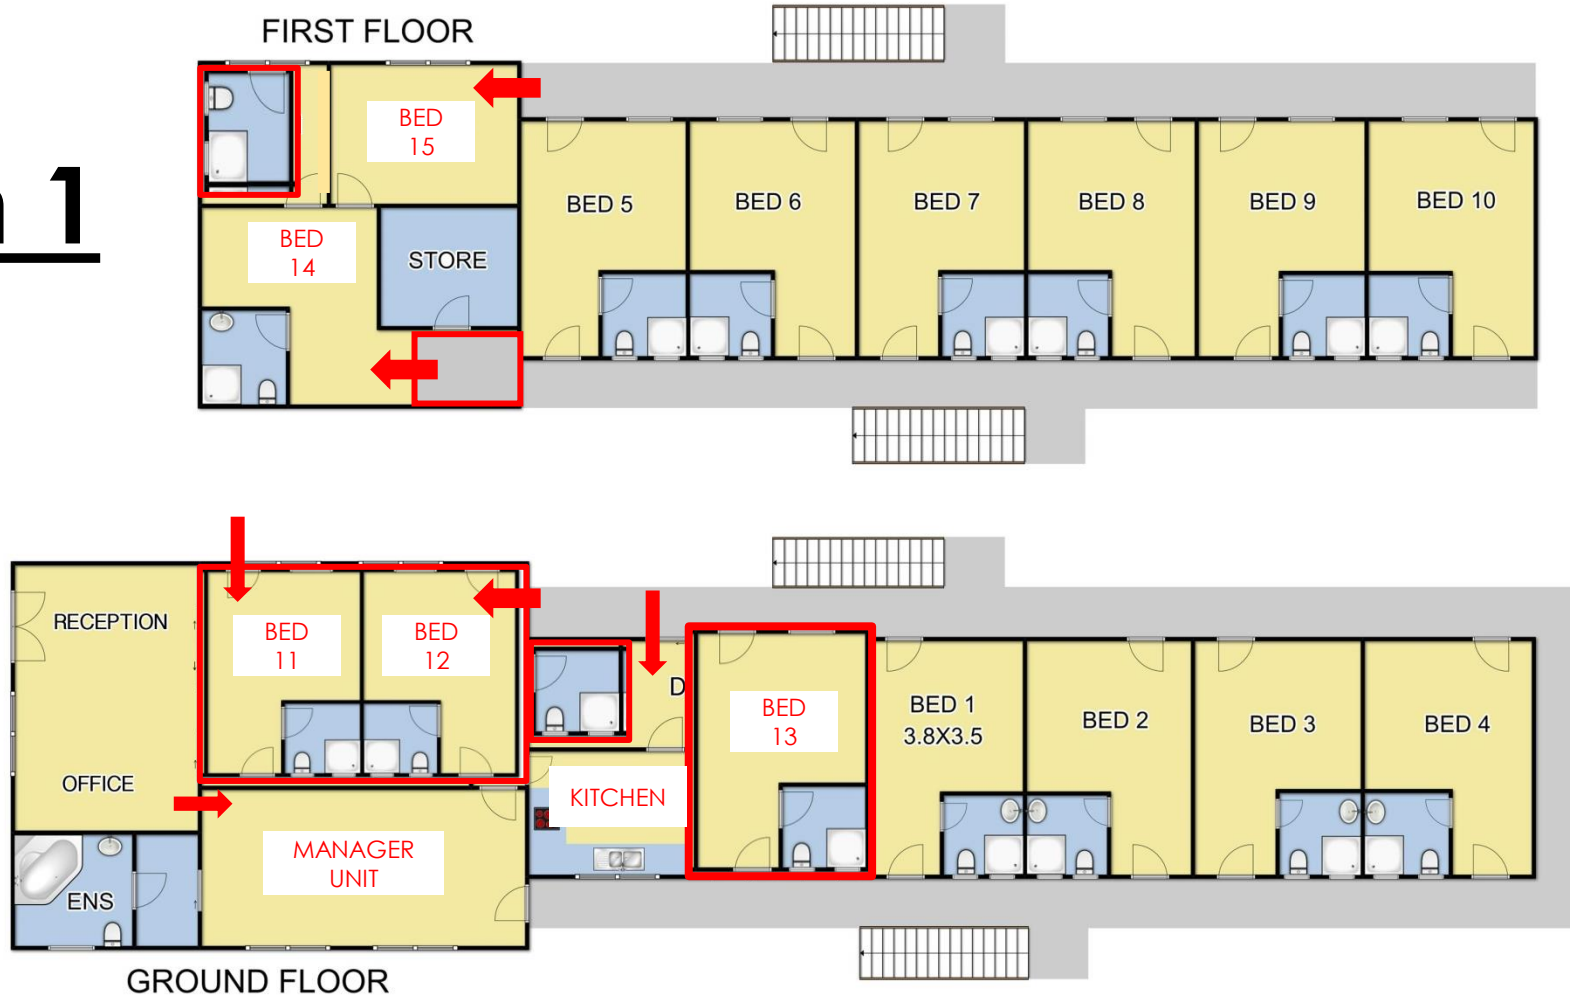 FIRST FLOOR
1
BED
15
BED 5
BED 6
BED 7
BED 8
BED 9
BED 10
BED
14
STORE
RECEPTION
BED
11
BED
12
D
BED
13
BED 1
3.8X3.5
BED 2
BED 3
BED 4
OFFICE
KITCHEN
MANAGER
UNIT
ENS
GROUND FLOOR